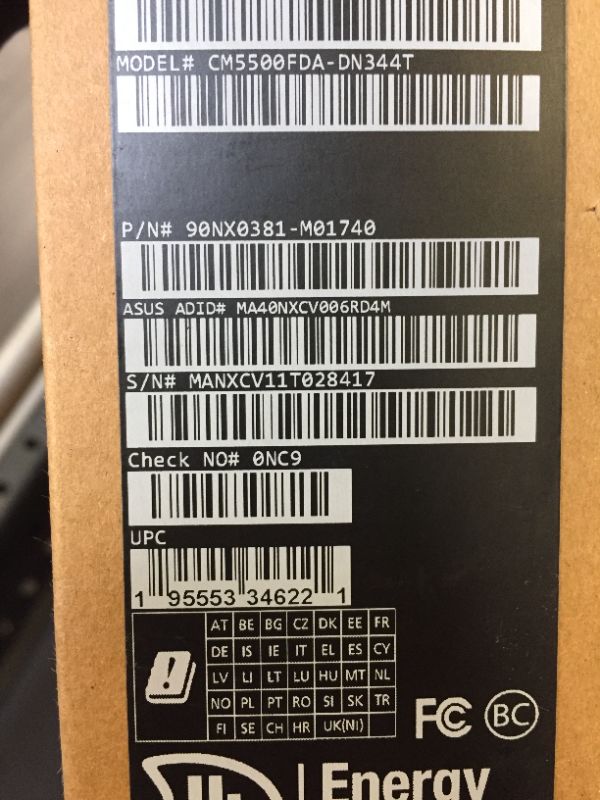 MODEL# CM5500FDA-DN344T
P/N# 90NX0381-M01740
ASUS ADID# MA40NXCV006RD4M
S/N# MANXCV11T028417
Check NO# 0NC9
UPC
1 95553 34622 1
AT BE BG CZ DK EE FR
DE IS IE IT EL ES CY
LV LI LT LU HU MT NL
NO PL PT RO SI SK TR
FI SE CH HR UK(NI)
FC BC
Energy